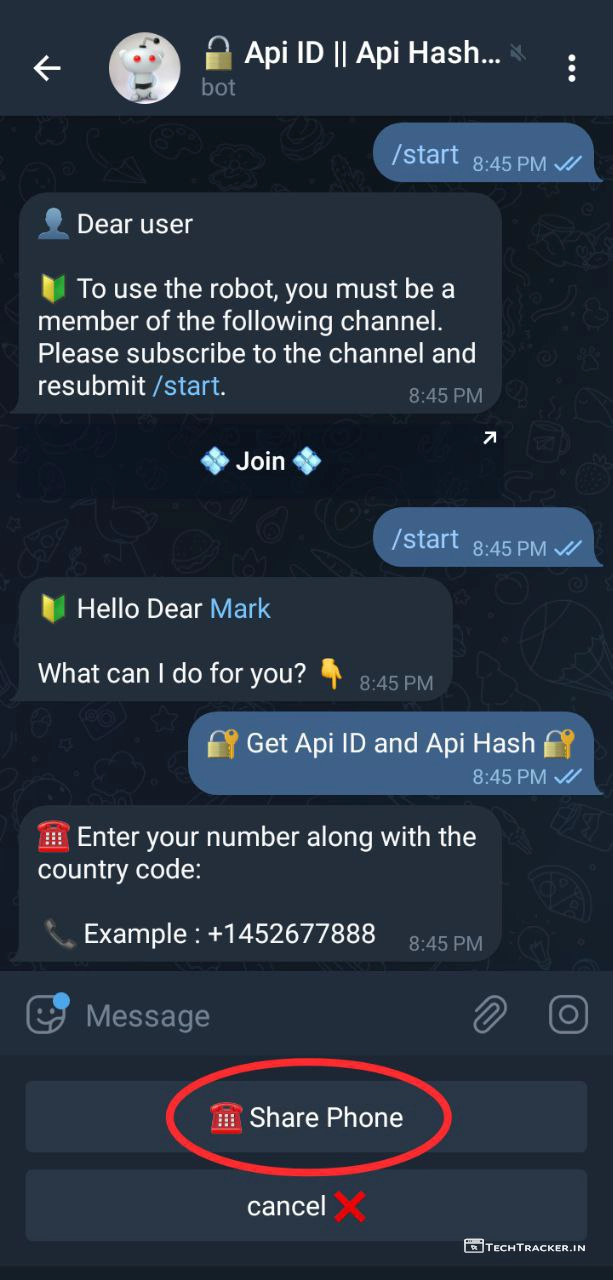 Api ID || Api Hash...
bot
/start 8:45 PM
Dear user
To use the robot, you must be a
member of the following channel.
Please subscribe to the channel and
resubmit /start.
8:45 PM
Join
/start 8:45 PM
Hello Dear Mark
What can I do for you? 8:45 PM
Get Api ID and Api Hash
8:45 PM
Enter your number along with the
country code:
Example : +1452677888 8:45 PM
Message
Share Phone
cancel
TECHTRACKER.IN